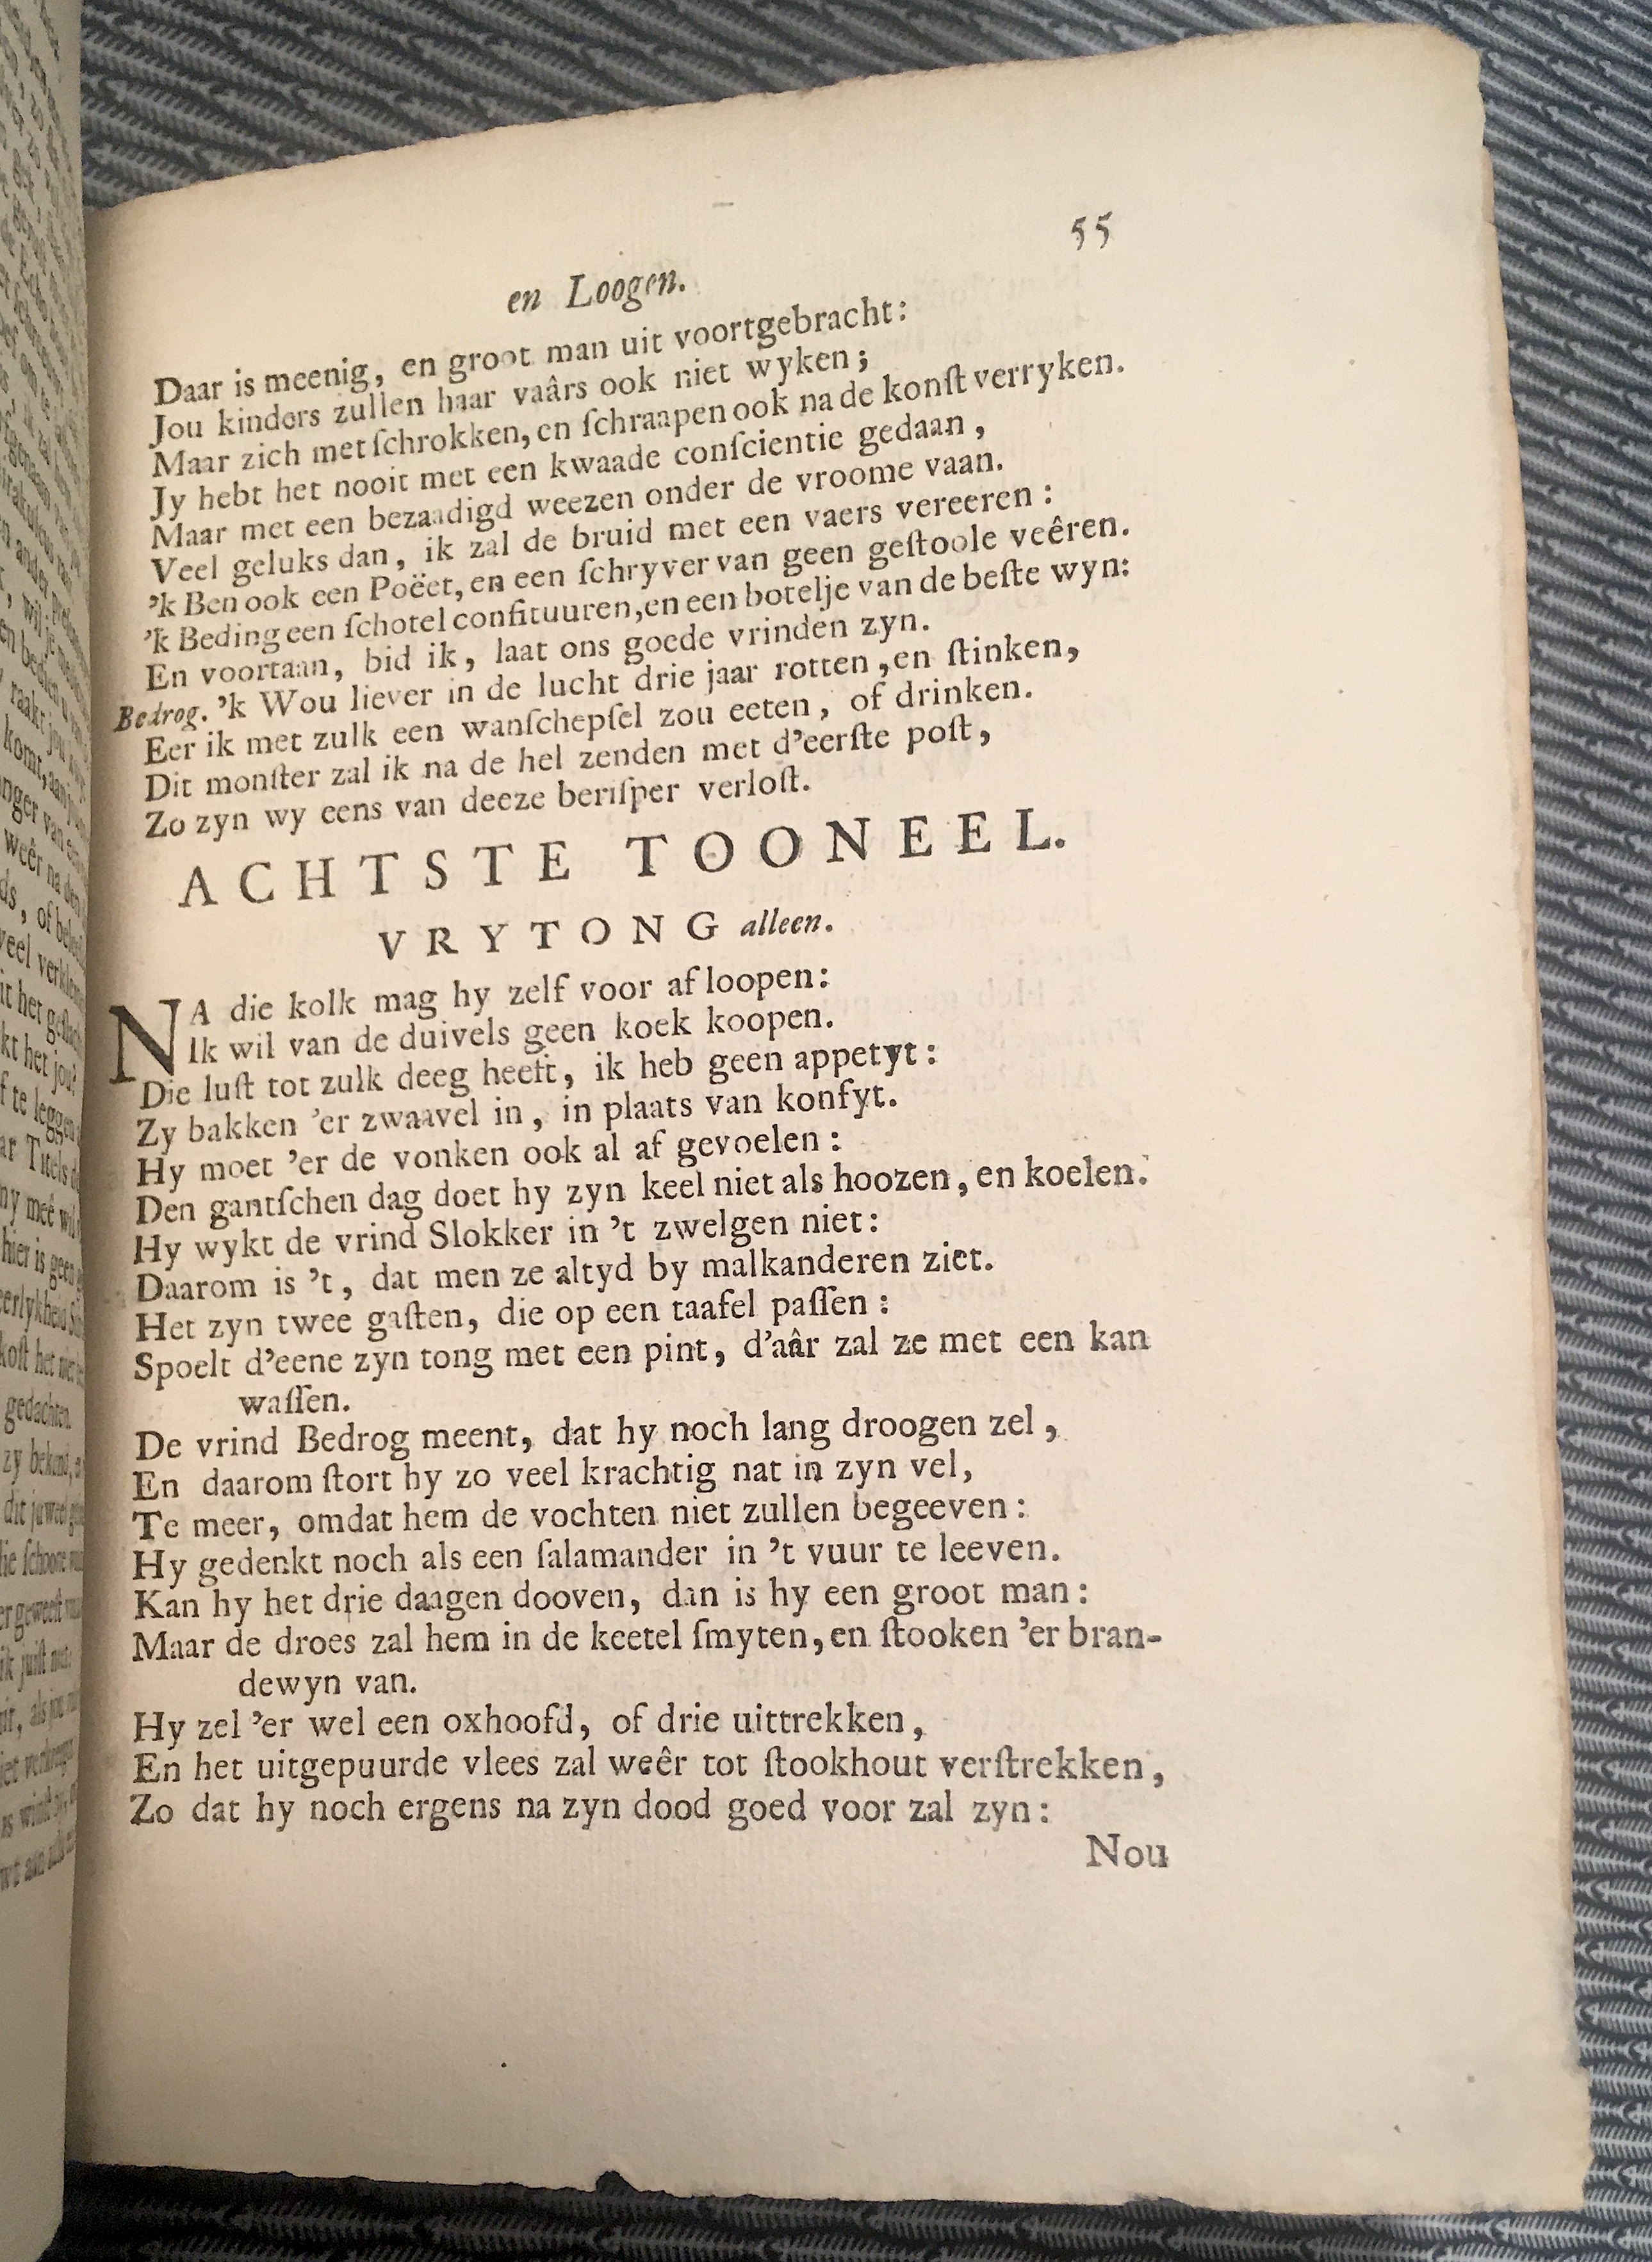 55
en Loogen.
Daar is meenig, en groot man uit voortgebracht:
Jou kinders zullen haar vaârs ook niet wyken;
Maar zich met ſchrokken, en ſchraapen ook na de konſt verryken.
Jy hebt het nooit met een kwaade conſcientie gedaan,
Maar met een bezaadigd weezen onder de vroome vaan.
Veel geluks dan, ik zal de bruid met een vaers vereeren:
'k Ben ook een Poëet, en een ſchryver van geen geſtoole veêren.
'k Beding een ſchotel confituuren, en een botelje van de beſte wyn:
En voortaan, bid ik, laat ons goede vrinden zyn.
Bedrog. 'k Wou liever in de lucht drie jaar rotten, en ſtinken,
Eer ik met zulk een wanſchepſel zou eeten, of drinken.
Dit monſter zal ik na de hel zenden met d'eerſte poſt,
Zo zyn wy eens van deeze beriſper verloſt.
ACHTSTE TOONEEL.
VRYTONG alleen.
NA die kolk mag hy zelf voor af loopen:
Ik wil van de duivels geen koek koopen.
Die luſt tot zulk deeg heeft, ik heb geen appetyt:
Zy bakken 'er zwaavel in, in plaats van konfyt.
Hy moet 'er de vonken ook al af gevoelen:
Den gantſchen dag doet hy zyn keel niet als hoozen, en koelen.
Hy wykt de vrind Slokker in 't zwelgen niet:
Daarom is 't, dat men ze altyd by malkanderen ziet.
Het zyn twee gaſten, die op een taafel paſſen:
Spoelt d'eene zyn tong met een pint, d'aâr zal ze met een kan
waſſen.
De vrind Bedrog meent, dat hy noch lang droogen zel,
En daarom ſtort hy zo veel krachtig nat in zyn vel,
Te meer, omdat hem de vochten niet zullen begeeven:
Hy gedenkt noch als een ſalamander in 't vuur te leeven.
Kan hy het drie daagen dooven, dan is hy een groot man:
Maar de droes zal hem in de keetel ſmyten, en ſtooken 'er bran-
dewyn van.
Hy zel 'er wel een oxhoofd, of drie uittrekken,
En het uitgepuurde vlees zal weêr tot ſtookhout verſtrekken,
Zo dat hy noch ergens na zyn dood goed voor zal zyn:
Nou